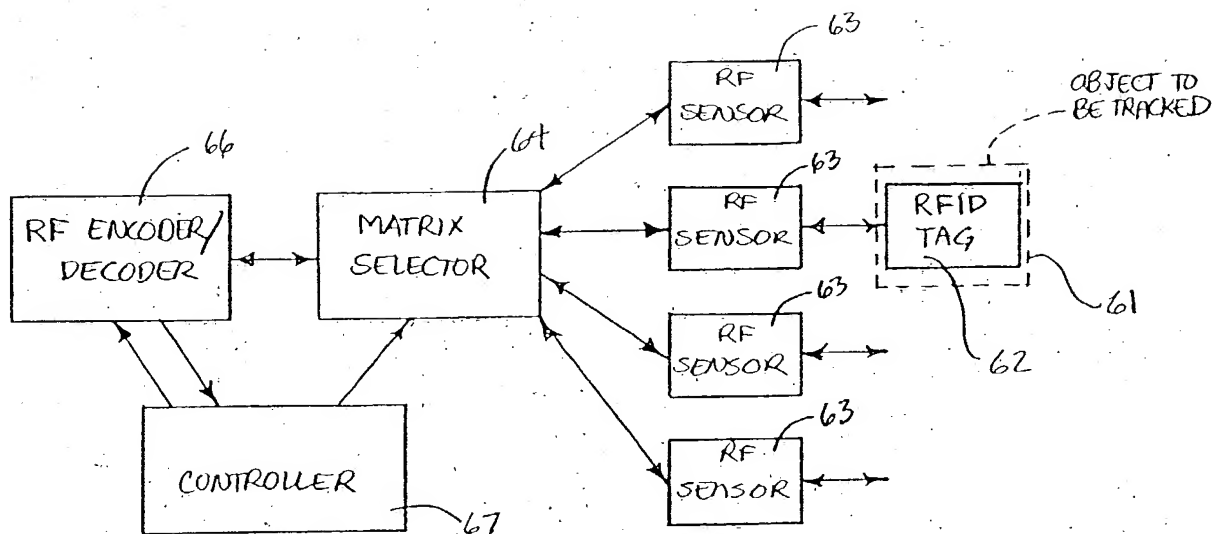 63
RF
SENSOR
OBJECT TO
BE TRACKED
66
64
63
RF ENCODER/
DECODER
MATRIX
SELECTOR
RF
SENSOR
RFID
TAG
63
61
RF
SENSOR
62
63
CONTROLLER
RF
SENSOR
67